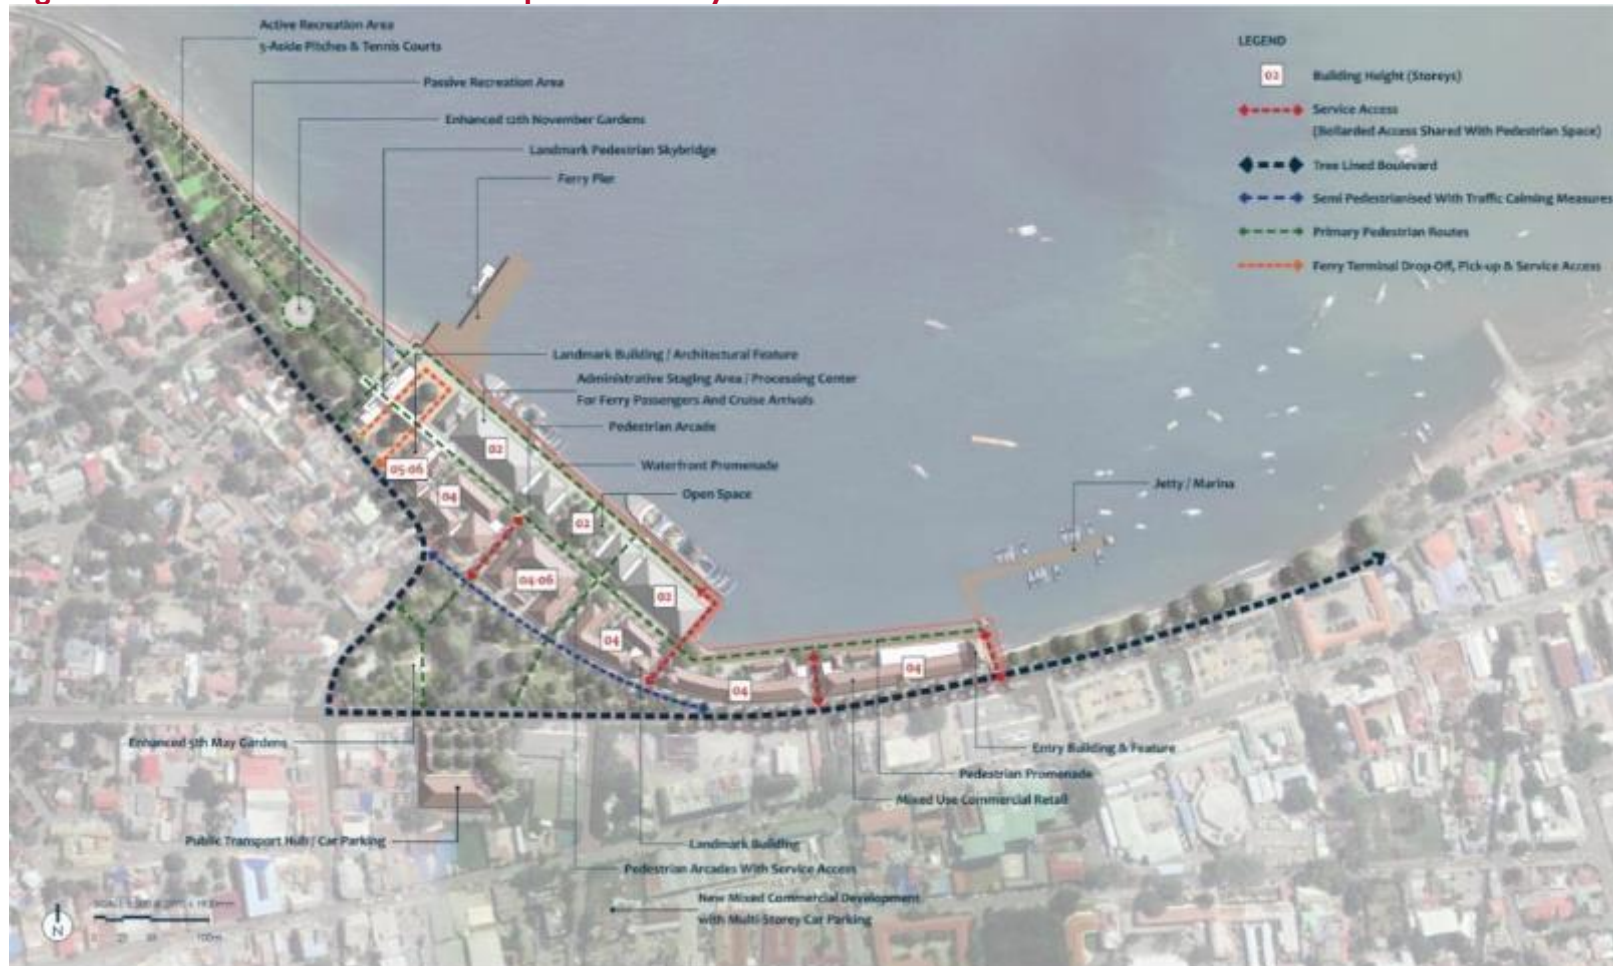 Active Recreation Area
5-Aside Pitches & Tennis Courts
Passive Recreation Area
Enhanced 12th November Gardens
Landmark Pedestrian Skybridge
Ferry Pier
LEGEND
02 Building Height (Storeys)
Service Access
(Bollarded Access Shared With Pedestrian Space)
Tree Lined Boulevard
Semi Pedestrianised With Traffic Calming Measures
Primary Pedestrian Routes
Ferry Terminal Drop-Off, Pick-up & Service Access
Landmark Building / Architectural Feature
Administrative Staging Area / Processing Center
For Ferry Passengers And Cruise Arrivals
Pedestrian Arcade
Waterfront Promenade
Open Space
Jetty / Marina
02
05-06
04
02
04-06
02
04
04
04
Enhanced 5th May Gardens
Entry Building & Feature
Pedestrian Promenade
Mixed Use Commercial Retail
Public Transport Hub / Car Parking
Landmark Building
Pedestrian Arcades With Service Access
New Mixed Commercial Development
with Multi-Storey Car Parking
N
0
100m